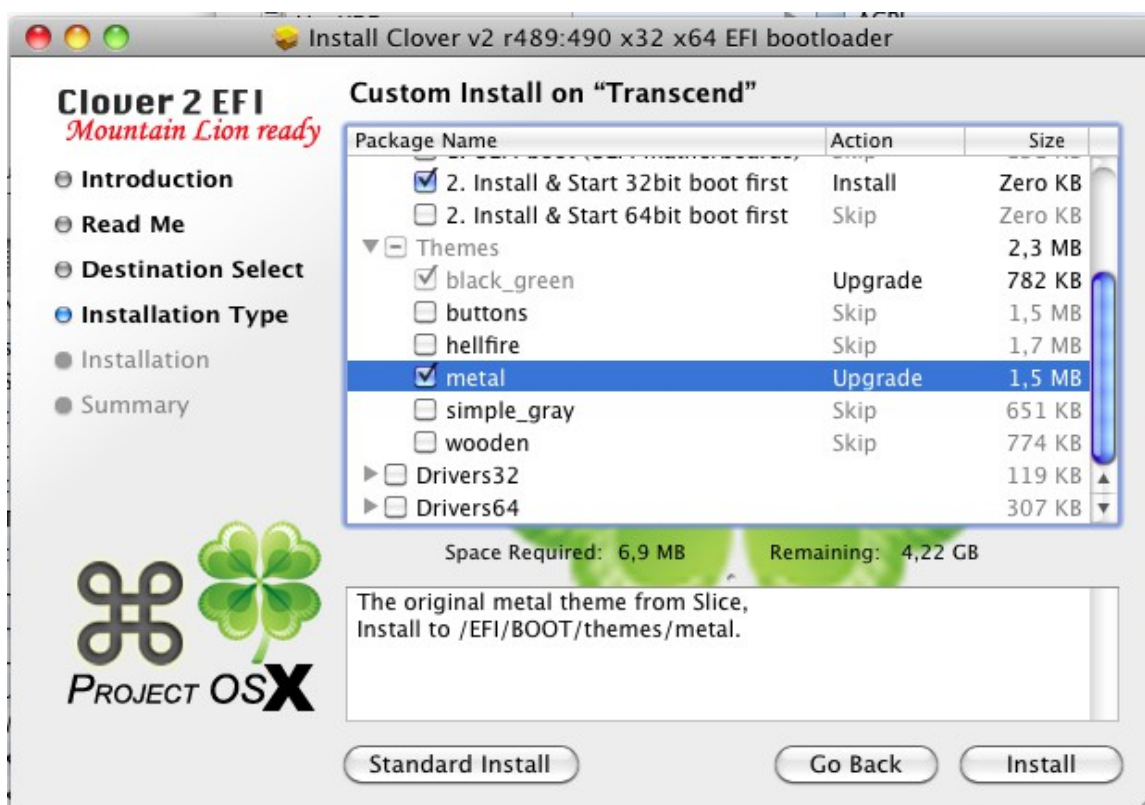 Install Clover v2 r489:490 x32 x64 EFI bootloader
Clover 2 EFI
Mountain Lion ready
Introduction
Read Me
Destination Select
Installation Type
Installation
Summary
PROJECT OSX
Custom Install on “Transcend”
Package Name Action Size
2. Install & Start 32bit boot first Install Zero KB
2. Install & Start 64bit boot first Skip Zero KB
Themes 2,3 MB
black_green Upgrade 782 KB
buttons Skip 1,5 MB
hellfire Skip 1,7 MB
metal Upgrade 1,5 MB
simple_gray Skip 651 KB
wooden Skip 774 KB
Drivers32 119 KB
Drivers64 307 KB
Space Required: 6,9 MB Remaining: 4,22 GB
The original metal theme from Slice,
Install to /EFI/BOOT/themes/metal.
Standard Install Go Back Install